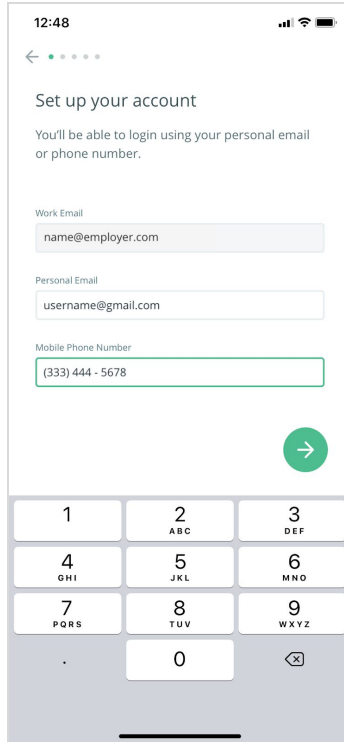 12:48
Set up your account
You'll be able to login using your personal email
or phone number.
Work Email
name@employer.com
Personal Email
username@gmail.com
Mobile Phone Number
(333) 444 - 5678
1 2 3
ABC DEF
4 5 6
GHI JKL MNO
7 8 9
PQRS TUV WXYZ
. 0